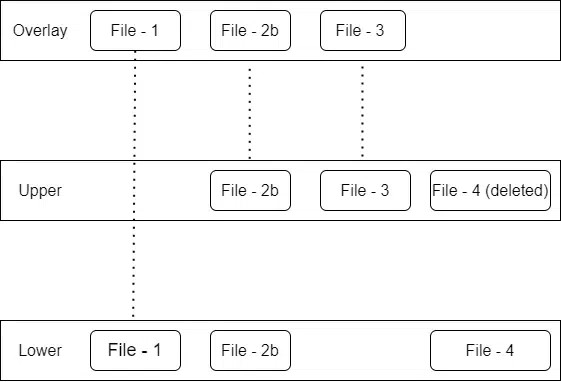 Overlay File - 1 File - 2b File - 3
Upper File - 2b File - 3 File - 4 (deleted)
Lower File - 1 File - 2b File - 4